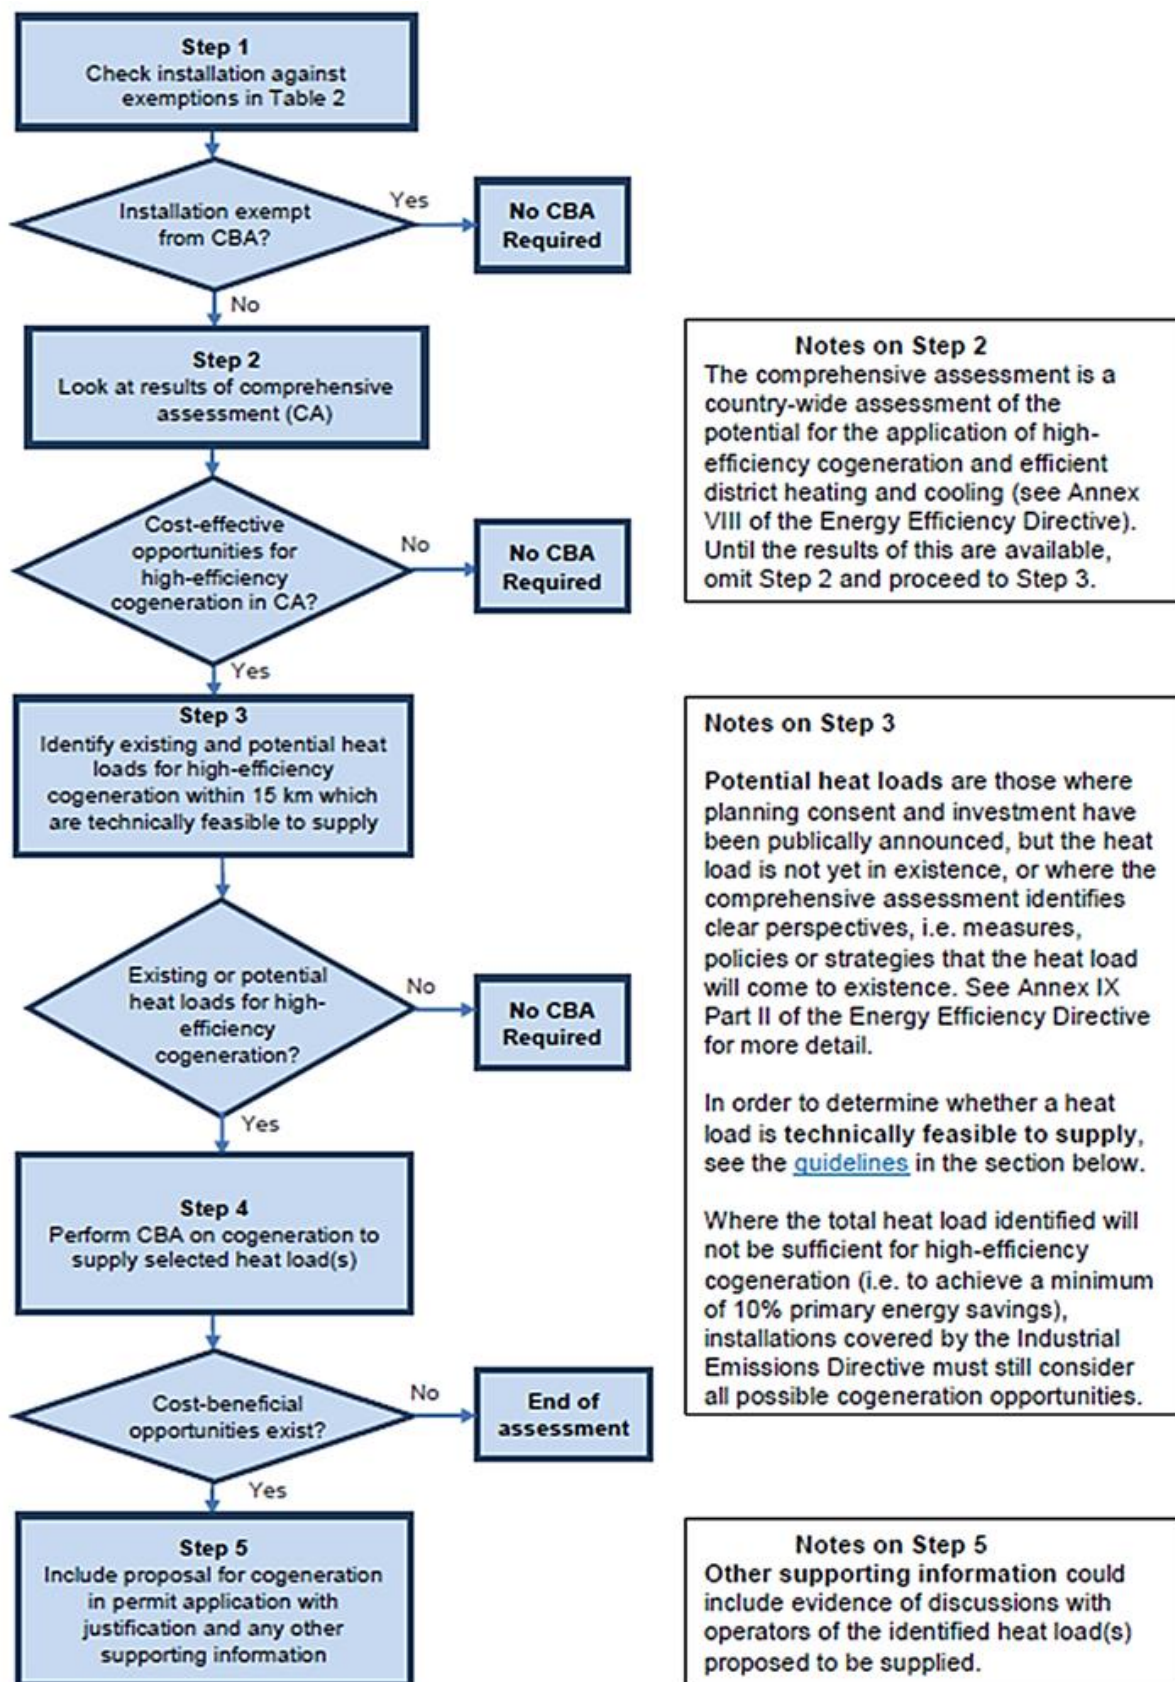 Step 1
Check installation against
exemptions in Table 2
Installation exempt
from CBA?
Yes
No CBA
Required
No
Step 2
Look at results of comprehensive
assessment (CA)
Cost-effective
opportunities for
high-efficiency
cogeneration in CA?
No
No CBA
Required
Yes
Notes on Step 2
The comprehensive assessment is a
country-wide assessment of the
potential for the application of high-
efficiency cogeneration and efficient
district heating and cooling (see Annex
VIII of the Energy Efficiency Directive).
Until the results of this are available,
omit Step 2 and proceed to Step 3.
Step 3
Identify existing and potential heat
loads for high-efficiency
cogeneration within 15 km which
are technically feasible to supply
Existing or potential
heat loads for high-
efficiency
cogeneration?
No
No CBA
Required
Yes
Notes on Step 3
Potential heat loads are those where
planning consent and investment have
been publically announced, but the heat
load is not yet in existence, or where the
comprehensive assessment identifies
clear perspectives, i.e. measures,
policies or strategies that the heat load
will come to existence. See Annex IX
Part II of the Energy Efficiency Directive
for more detail.
In order to determine whether a heat
load is technically feasible to supply,
see the guidelines in the section below.
Where the total heat load identified will
not be sufficient for high-efficiency
cogeneration (i.e. to achieve a minimum
of 10% primary energy savings),
installations covered by the Industrial
Emissions Directive must still consider
all possible cogeneration opportunities.
Step 4
Perform CBA on cogeneration to
supply selected heat load(s)
Cost-beneficial
opportunities exist?
No
End of
assessment
Yes
Step 5
Include proposal for cogeneration
in permit application with
justification and any other
supporting information
Notes on Step 5
Other supporting information could
include evidence of discussions with
operators of the identified heat load(s)
proposed to be supplied.